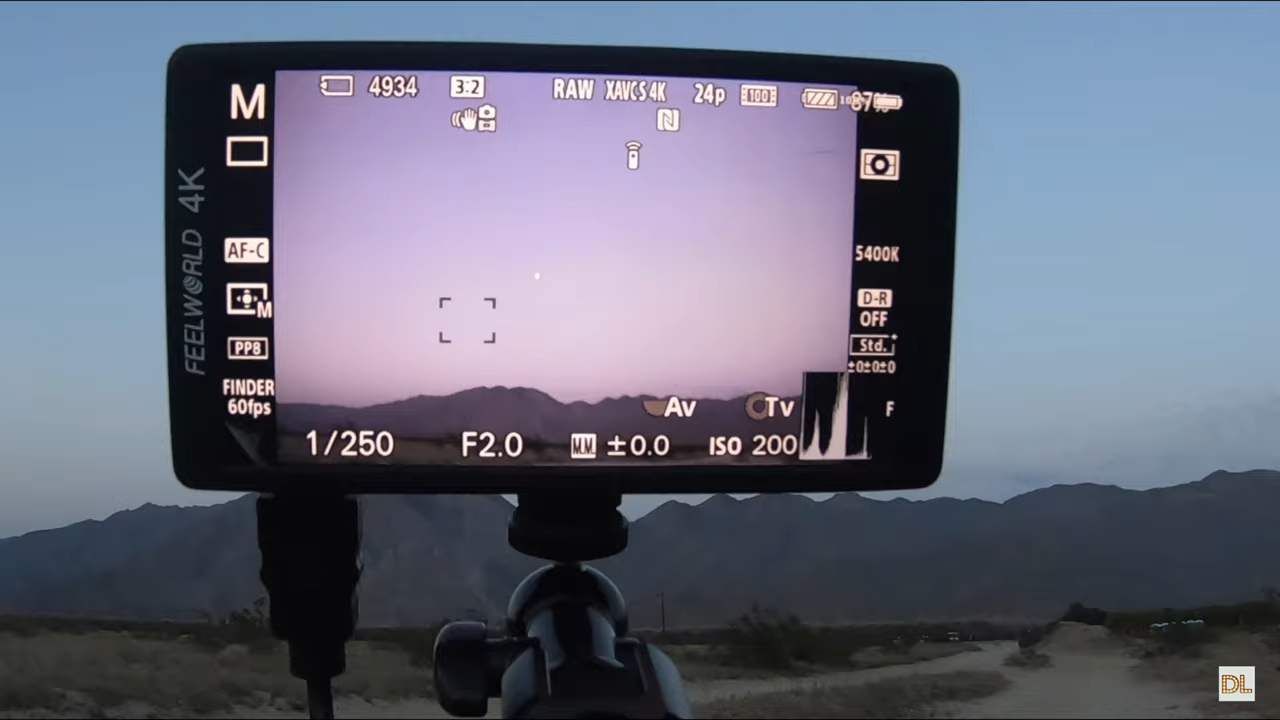 M
4934
3:2
RAW XAVC S 4K
24p
100
87%
N
FEELWORLD 4K
AF-C
M
PP8
FINDER
60fps
5400K
D-R
OFF
Std.
±0±0±0
F
Av
Tv
1/250
F2.0
M.M. ±0.0
ISO 200
DL